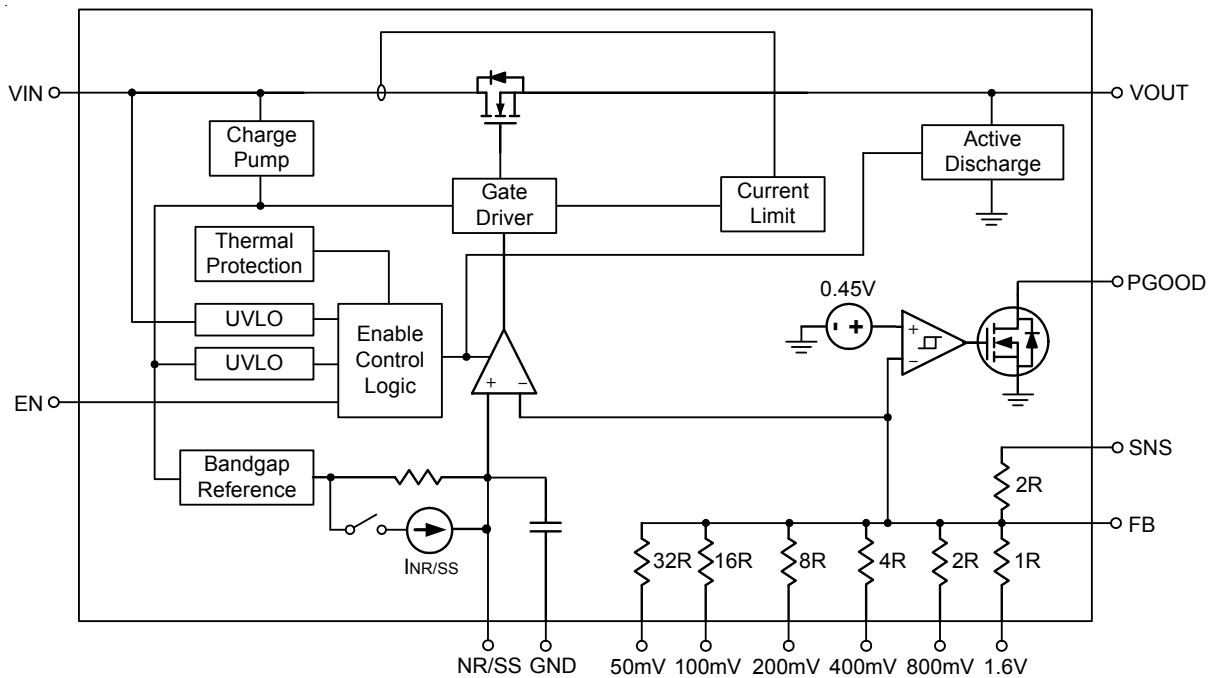 VIN
VOUT
Charge
Pump
Active
Discharge
Gate
Driver
Current
Limit
Thermal
Protection
PGOOD
0.45V
- +
UVLO
Enable
Control
Logic
+
−
UVLO
+ −
EN
SNS
Bandgap
Reference
2R
FB
INR/SS
32R 16R 8R 4R 2R 1R
NR/SS GND 50mV 100mV 200mV 400mV 800mV 1.6V